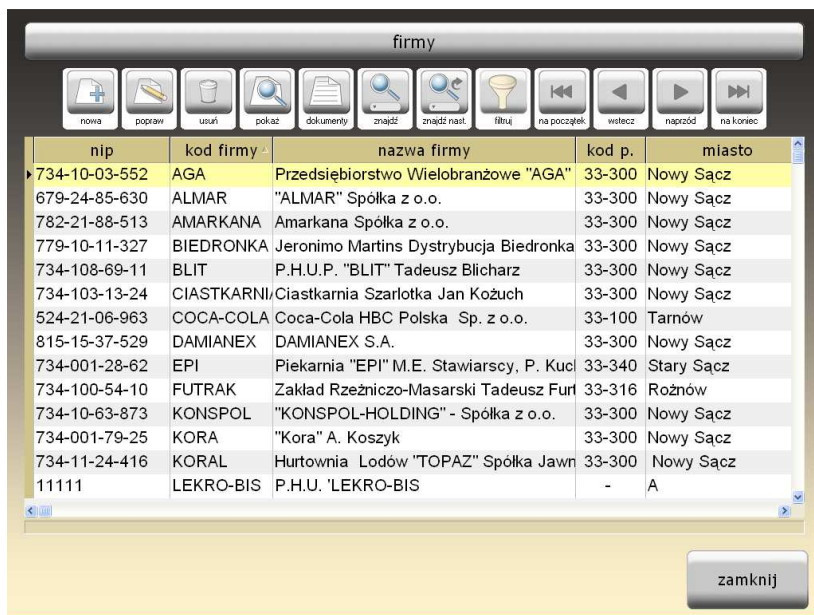 firmy
nowa popraw usuń pokaż dokumenty znajdź znajdź nast. filtruj na początek wstecz naprzód na koniec
nip kod firmy nazwa firmy kod p. miasto
734-10-03-552 AGA Przedsiębiorstwo Wielobranżowe "AGA" 33-300 Nowy Sącz
679-24-85-630 ALMAR "ALMAR" Spółka z o.o. 33-300 Nowy Sącz
782-21-88-513 AMARKANA Amarkana Spółka z o.o. 33-300 Nowy Sącz
779-10-11-327 BIEDRONKA Jeronimo Martins Dystrybucja Biedronka 33-300 Nowy Sącz
734-108-69-11 BLIT P.H.U.P. "BLIT" Tadeusz Blicharz 33-300 Nowy Sącz
734-103-13-24 CIASTKARNI Ciastkarnia Szarlotka Jan Kożuch 33-300 Nowy Sącz
524-21-06-963 COCA-COLA Coca-Cola HBC Polska Sp. z o.o. 33-100 Tarnów
815-15-37-529 DAMIANEX DAMIANEX S.A. 33-300 Nowy Sącz
734-001-28-62 EPI Piekarnia "EPI" M.E. Stawiarscy, P. Kucl 33-340 Stary Sącz
734-100-54-10 FUTRAK Zakład Rzeźniczo-Masarski Tadeusz Furt 33-316 Rożnów
734-10-63-873 KONSPOL "KONSPOL-HOLDING" - Spółka z o.o. 33-300 Nowy Sącz
734-001-79-25 KORA "Kora" A. Koszyk 33-300 Nowy Sącz
734-11-24-416 KORAL Hurtownia Lodów "TOPAZ" Spółka Jawn 33-300 Nowy Sącz
11111 LEKRO-BIS P.H.U. 'LEKRO-BIS - A
zamknij